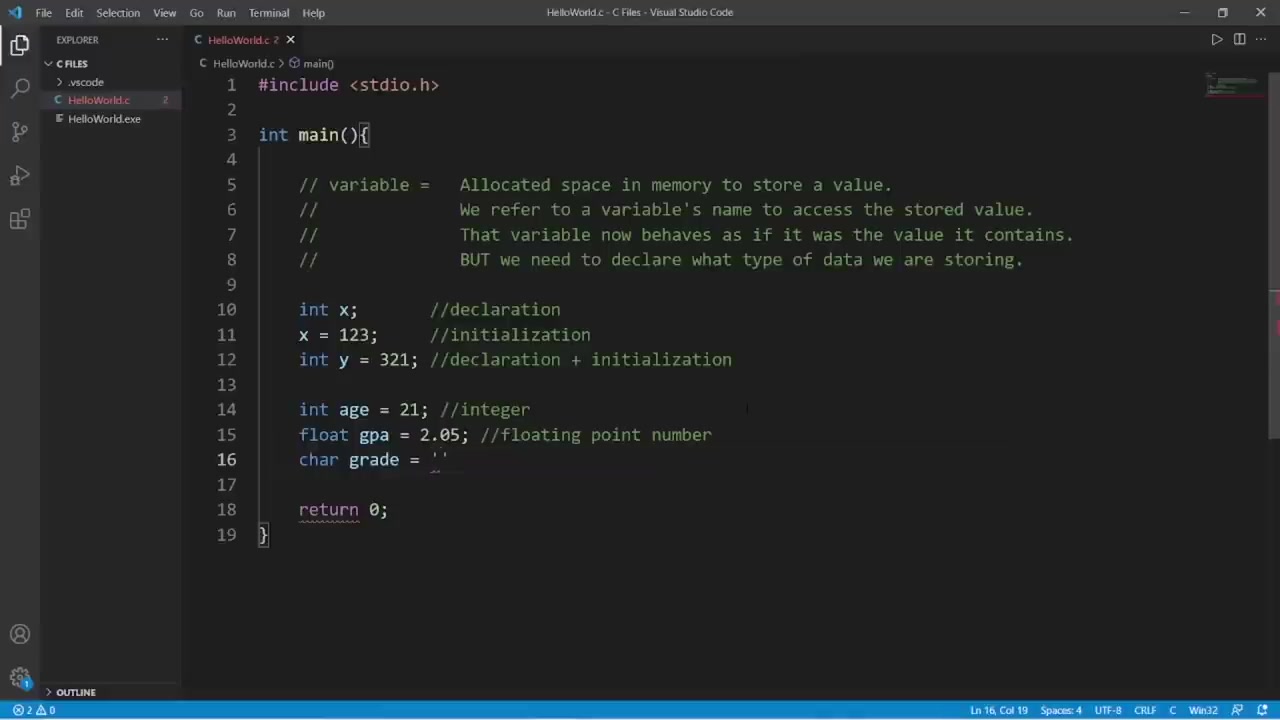 File Edit Selection View Go Run Terminal Help
HelloWorld.c - C Files - Visual Studio Code
EXPLORER
HelloWorld.c 2
C FILES
.vscode
HelloWorld.c 2
HelloWorld.exe
HelloWorld.c > main()
1 #include <stdio.h>
2
3 int main(){
4
5 // variable = Allocated space in memory to store a value.
6 // We refer to a variable's name to access the stored value.
7 // That variable now behaves as if it was the value it contains.
8 // BUT we need to declare what type of data we are storing.
9
10 int x; //declaration
11 x = 123; //initialization
12 int y = 321; //declaration + initialization
13
14 int age = 21; //integer
15 float gpa = 2.05; //floating point number
16 char grade = ''
17
18 return 0;
19 }
OUTLINE
1
2 0
Ln 16, Col 19 Spaces: 4 UTF-8 CRLF C Win32